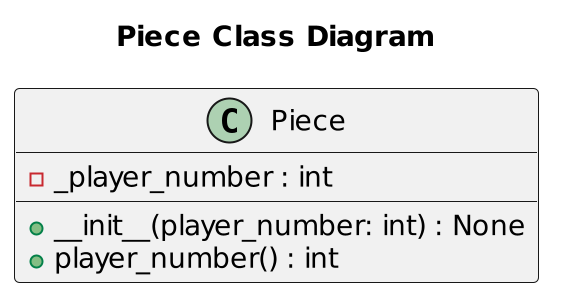 Piece Class Diagram
C Piece
_player_number : int
__init__(player_number: int) : None
player_number() : int